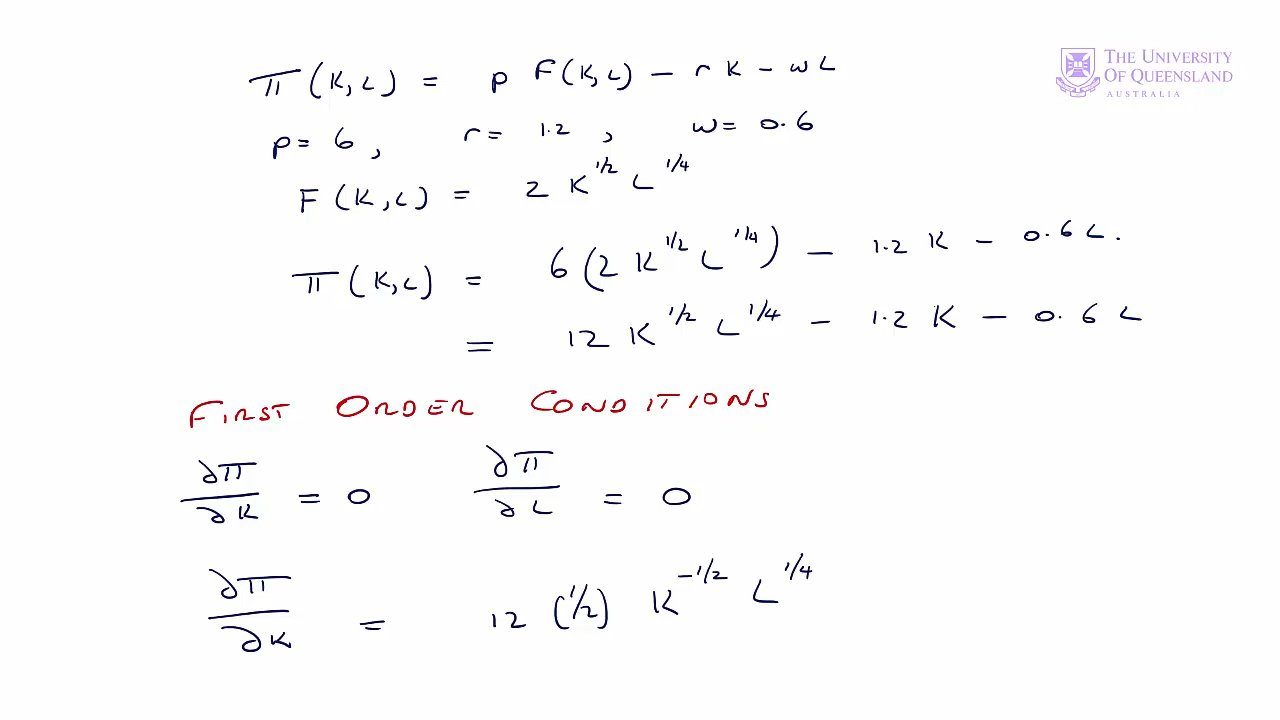 THE UNIVERSITY
OF QUEENSLAND
AUSTRALIA
π(K,L) = p F(K,L) − rK − wL
p = 6, r = 1.2, w = 0.6
F(K,L) = 2 K^{1/2} L^{1/4}
π(K,L) = 6(2 K^{1/2} L^{1/4}) − 1.2 K − 0.6 L.
= 12 K^{1/2} L^{1/4} − 1.2 K − 0.6 L
FIRST ORDER CONDITIONS
∂π/∂K = 0 ∂π/∂L = 0
∂π/∂K = 12 (1/2) K^{−1/2} L^{1/4}